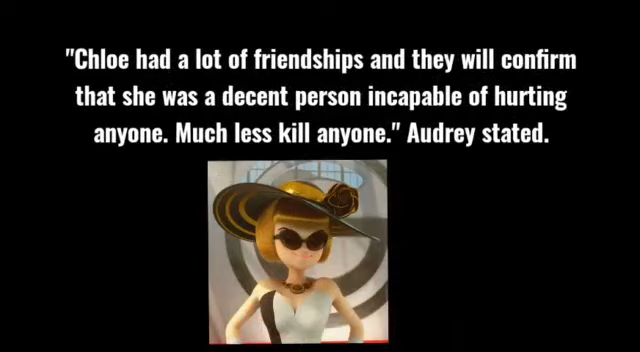 "Chloe had a lot of friendships and they will confirm
that she was a decent person incapable of hurting
anyone. Much less kill anyone." Audrey stated.